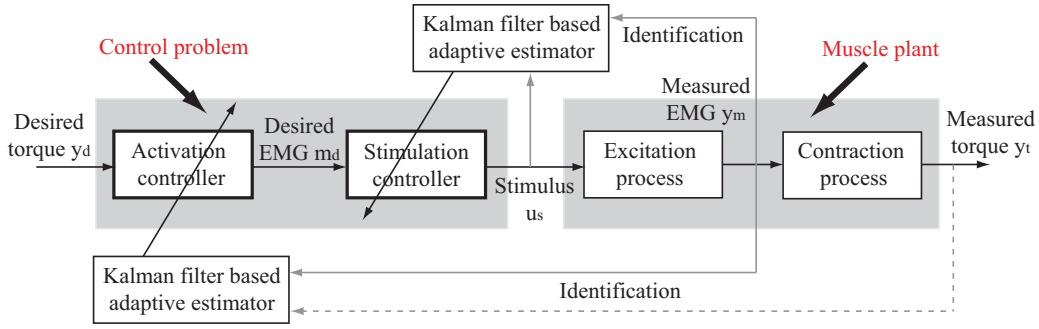 Kalman filter based
adaptive estimator
Identification
Control problem
Muscle plant
Desired
torque yd
Activation
controller
Desired
EMG md
Stimulation
controller
Stimulus
us
Excitation
process
Measured
EMG ym
Contraction
process
Measured
torque yt
Kalman filter based
adaptive estimator
Identification